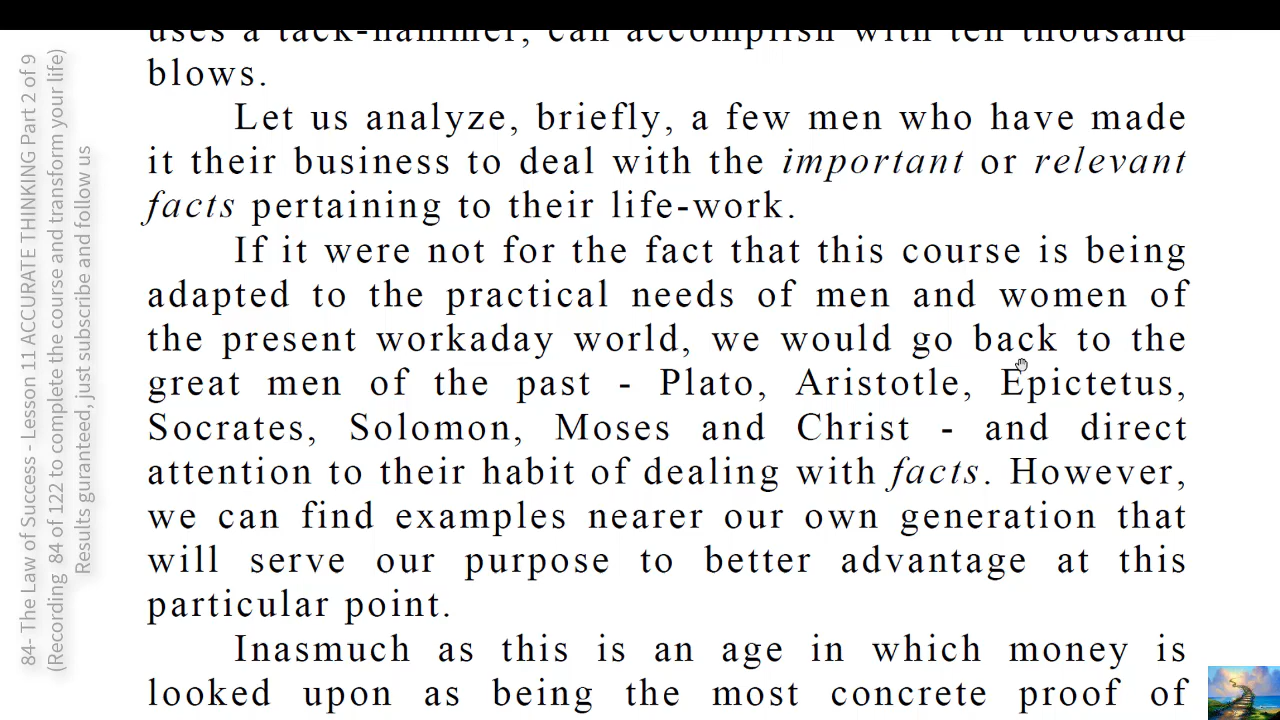 uses a tack-hammer, can accomplish with ten thousand
blows.
Let us analyze, briefly, a few men who have made
it their business to deal with the important or relevant
facts pertaining to their life-work.
If it were not for the fact that this course is being
adapted to the practical needs of men and women of
the present workaday world, we would go back to the
great men of the past - Plato, Aristotle, Epictetus,
Socrates, Solomon, Moses and Christ - and direct
attention to their habit of dealing with facts. However,
we can find examples nearer our own generation that
will serve our purpose to better advantage at this
particular point.
Inasmuch as this is an age in which money is
looked upon as being the most concrete proof of
84- The Law of Success - Lesson 11 ACCURATE THINKING Part 2 of 9
(Recording 84 of 122 to complete the course and transform your life)
Results guranteed, just subscribe and follow us